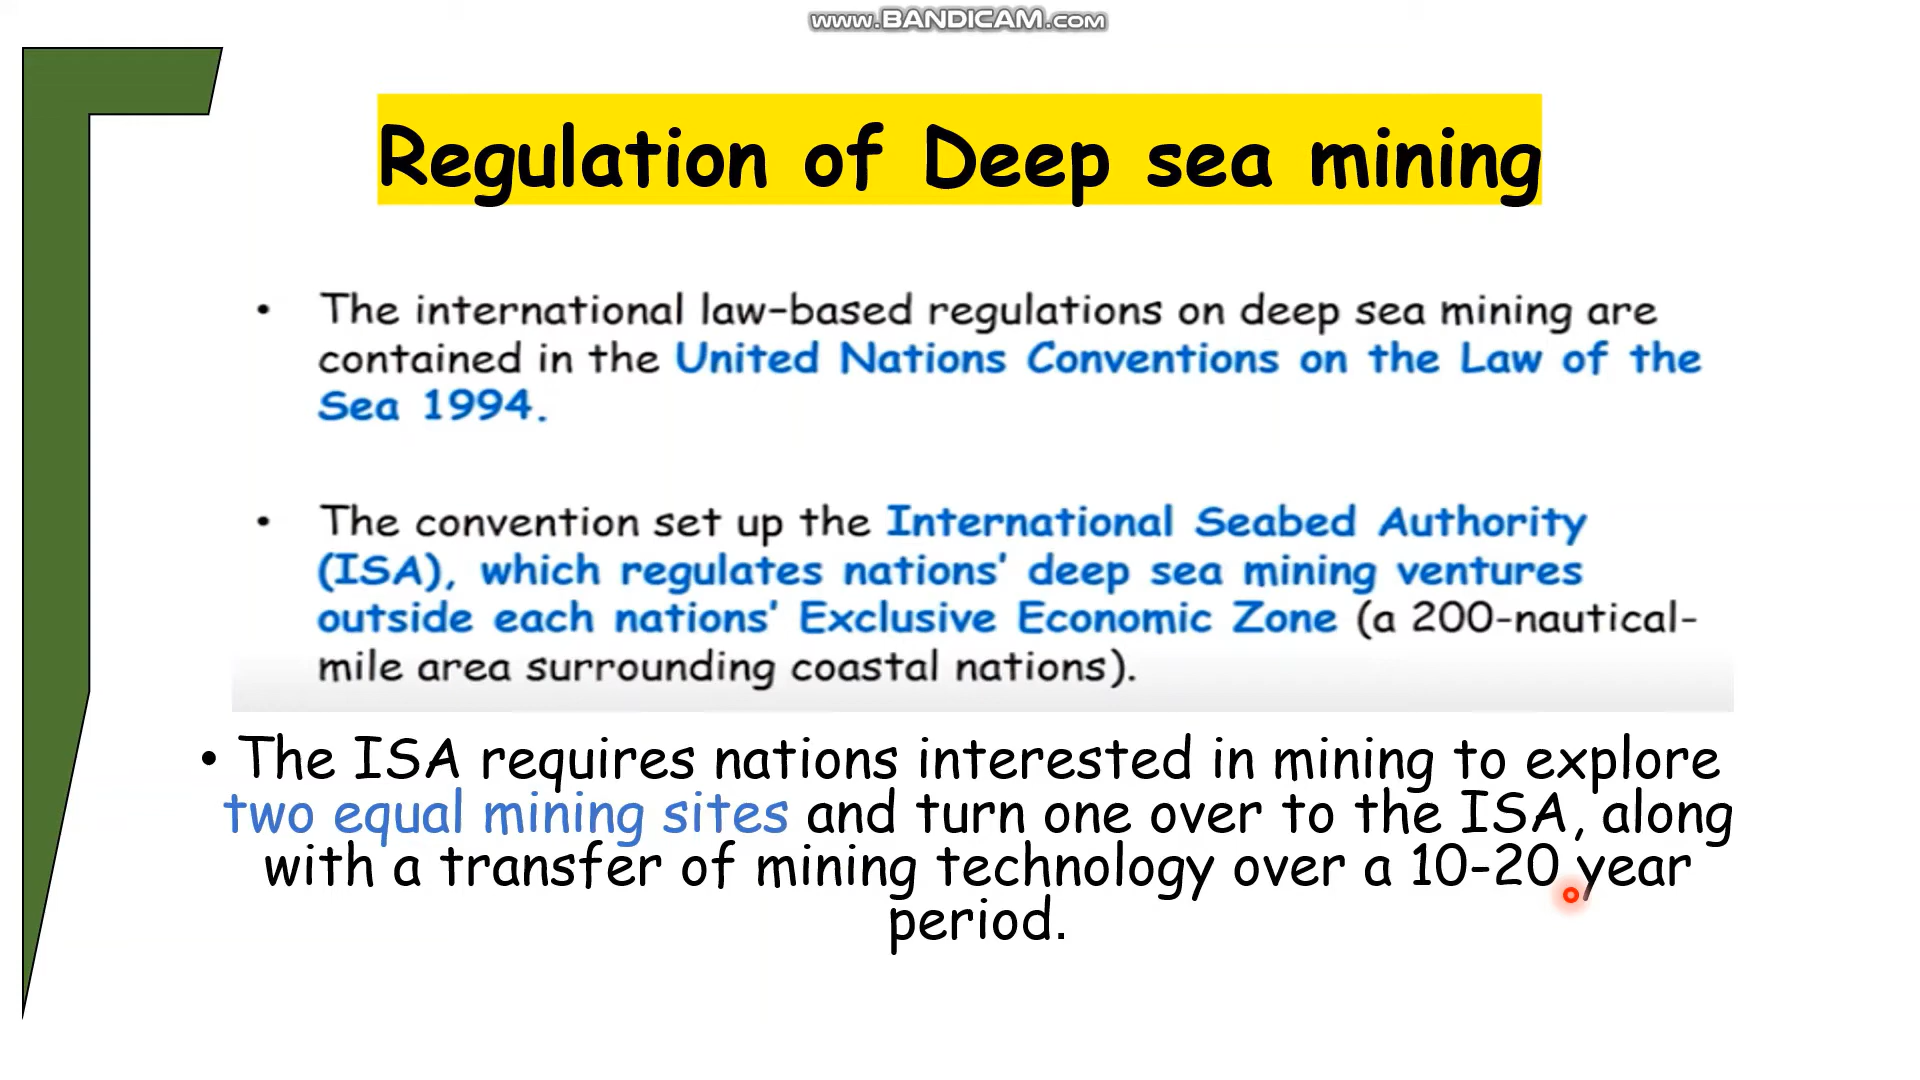 www.BANDICAM.com
Regulation of Deep sea mining
• The international law-based regulations on deep sea mining are
contained in the United Nations Conventions on the Law of the
Sea 1994.
• The convention set up the International Seabed Authority
(ISA), which regulates nations' deep sea mining ventures
outside each nations' Exclusive Economic Zone (a 200-nautical-
mile area surrounding coastal nations).
• The ISA requires nations interested in mining to explore
two equal mining sites and turn one over to the ISA, along
with a transfer of mining technology over a 10-20 year
period.